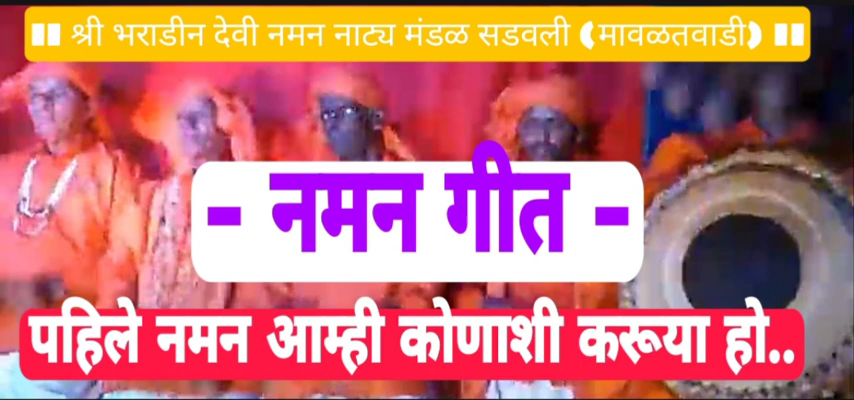 ॥ श्री भराडीन देवी नमन नाट्य मंडळ सडवली (मावळतवाडी) ॥
- नमन गीत -
पहिले नमन आम्ही कोणाशी करूया हो..